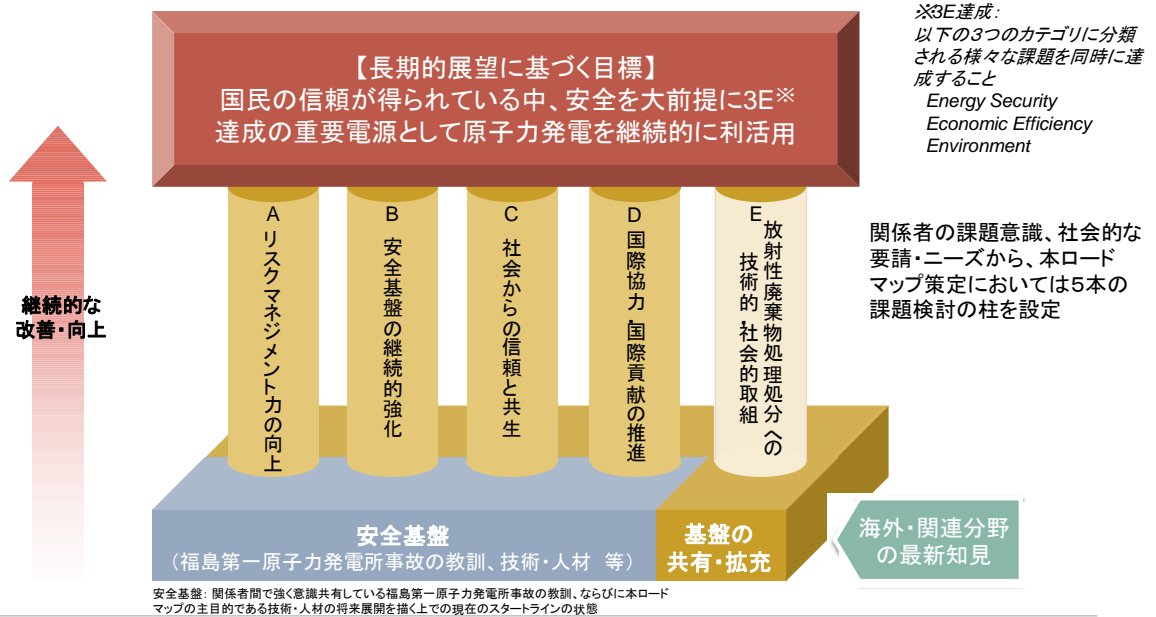 ※3E達成:
以下の3つのカテゴリに分類
される様々な課題を同時に達
成すること
Energy Security
Economic Efficiency
Environment
【長期的展望に基づく目標】
国民の信頼が得られている中、安全を大前提に3E※
達成の重要電源として原子力発電を継続的に利活用
継続的な
改善・向上
A リスクマネジメント力の向上
B 安全基盤の継続的強化
C 社会からの信頼と共生
D 国際協力・国際貢献の推進
E 放射性廃棄物処理処分への
技術的・社会的取組
関係者の課題意識、社会的な
要請・ニーズから、本ロード
マップ策定においては5本の
課題検討の柱を設定
安全基盤
（福島第一原子力発電所事故の教訓、技術・人材 等）
基盤の
共有・拡充
海外・関連分野
の最新知見
安全基盤: 関係者間で強く意識共有している福島第一原子力発電所事故の教訓、ならびに本ロード
マップの主目的である技術・人材の将来展開を描く上での現在のスタートラインの状態